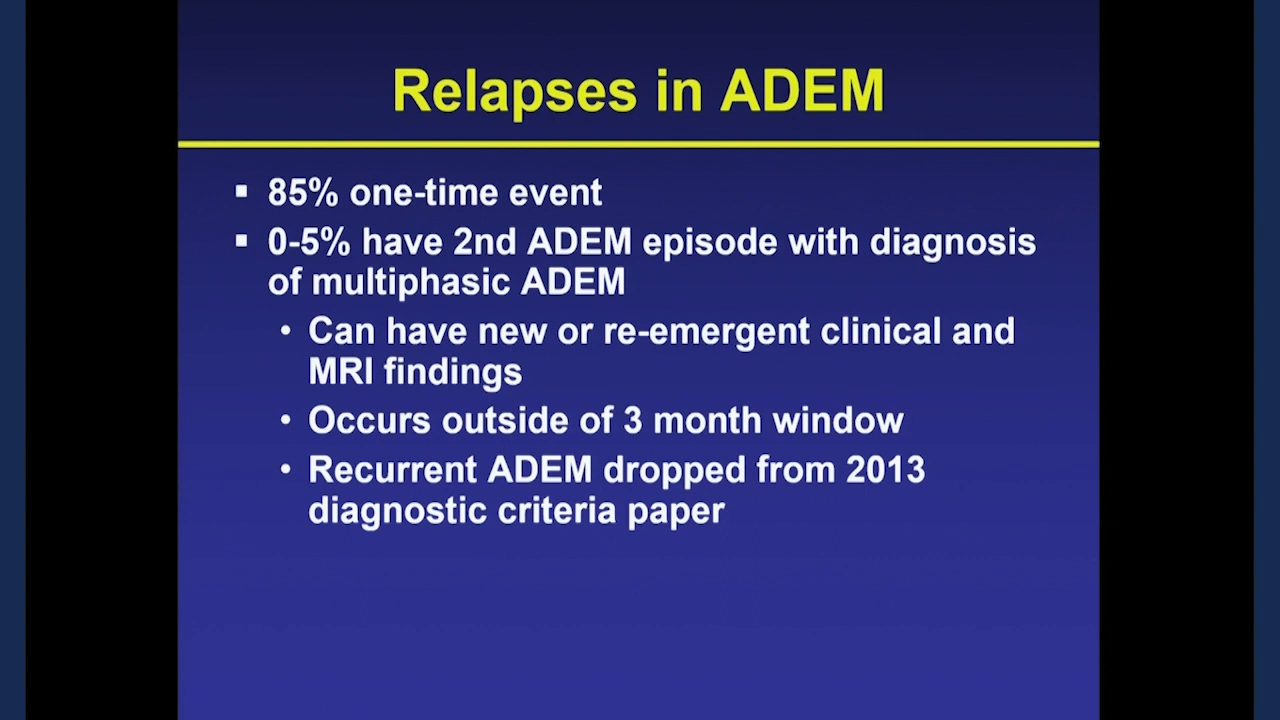 Relapses in ADEM
▪ 85% one-time event
▪ 0-5% have 2nd ADEM episode with diagnosis
of multiphasic ADEM
• Can have new or re-emergent clinical and
MRI findings
• Occurs outside of 3 month window
• Recurrent ADEM dropped from 2013
diagnostic criteria paper